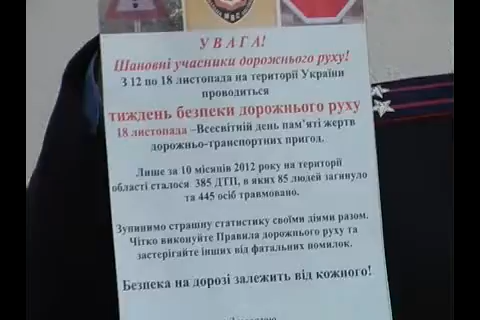 У В А Г А!
Шановні учасники дорожнього руху!
З 12 по 18 листопада на території України
проводиться
тиждень безпеки дорожнього руху
18 листопада –Всесвітній день пам'яті жертв
дорожньо-транспортних пригод.
Лише за 10 місяців 2012 року на території
області сталося 385 ДТП, в яких 85 людей загинуло
та 445 осіб травмовано.
Зупинимо страшну статистику своїми діями разом.
Чітко виконуйте Правила дорожнього руху та
застерігайте інших від фатальних помилок.
Безпека на дорозі залежить від кожного!